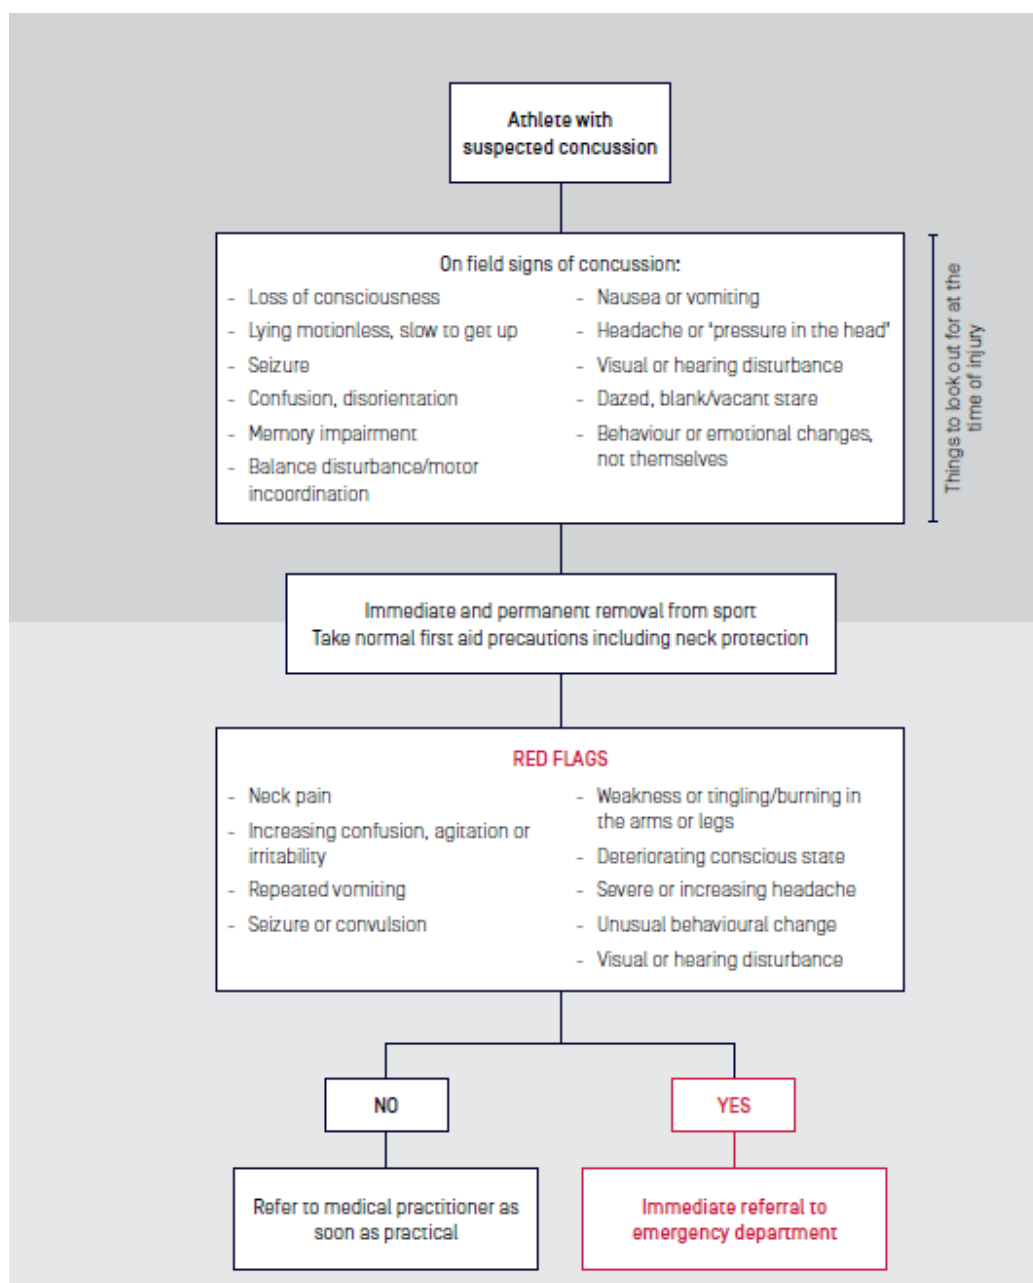 Athlete with
suspected concussion
On field signs of concussion:
- Loss of consciousness
- Lying motionless, slow to get up
- Seizure
- Confusion, disorientation
- Memory impairment
- Balance disturbance/motor
incoordination
- Nausea or vomiting
- Headache or ‘pressure in the head’
- Visual or hearing disturbance
- Dazed, blank/vacant stare
- Behaviour or emotional changes,
not themselves
Things to look out for at the
time of injury
Immediate and permanent removal from sport
Take normal first aid precautions including neck protection
RED FLAGS
- Neck pain
- Increasing confusion, agitation or
irritability
- Repeated vomiting
- Seizure or convulsion
- Weakness or tingling/burning in
the arms or legs
- Deteriorating conscious state
- Severe or increasing headache
- Unusual behavioural change
- Visual or hearing disturbance
NO
YES
Refer to medical practitioner as
soon as practical
Immediate referral to
emergency department